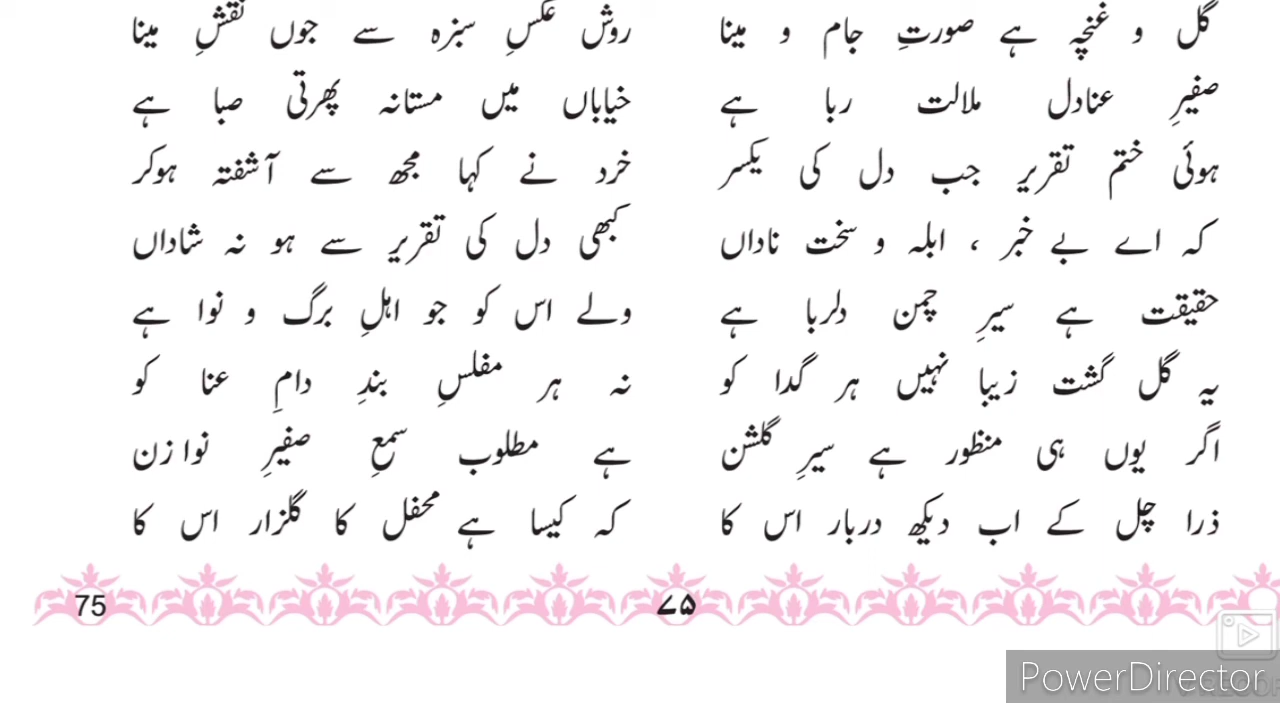 گل و غنچہ ہے صورتِ جام و مینا روش عکسِ سبزہ سے جوں نقشِ مینا
صفیرِ عنادل ملالت ربا ہے خیاباں میں مستانہ پھرتی صبا ہے
ہوئی ختم تقریر جب دل کی یکسر خرد نے کہا مجھ سے آشفتہ ہوکر
کہ اے بے خبر ، ابلہ و سخت ناداں کبھی دل کی تقریر سے ہو نہ شاداں
حقیقت ہے سیرِ چمن دلربا ہے ولے اس کو جو اہلِ برگ و نوا ہے
یہ گل گشت زیبا نہیں ہر گدا کو نہ ہر مفلسِ بندِ دامِ عنا کو
اگر یوں ہی منظور ہے سیرِ گلشن ہے مطلوب سمعِ صفیرِ نوا زن
ذرا چل کے اب دیکھ دربار اس کا کہ کیسا ہے محفل کا گلزار اس کا
75 ۷۵
PowerDirector